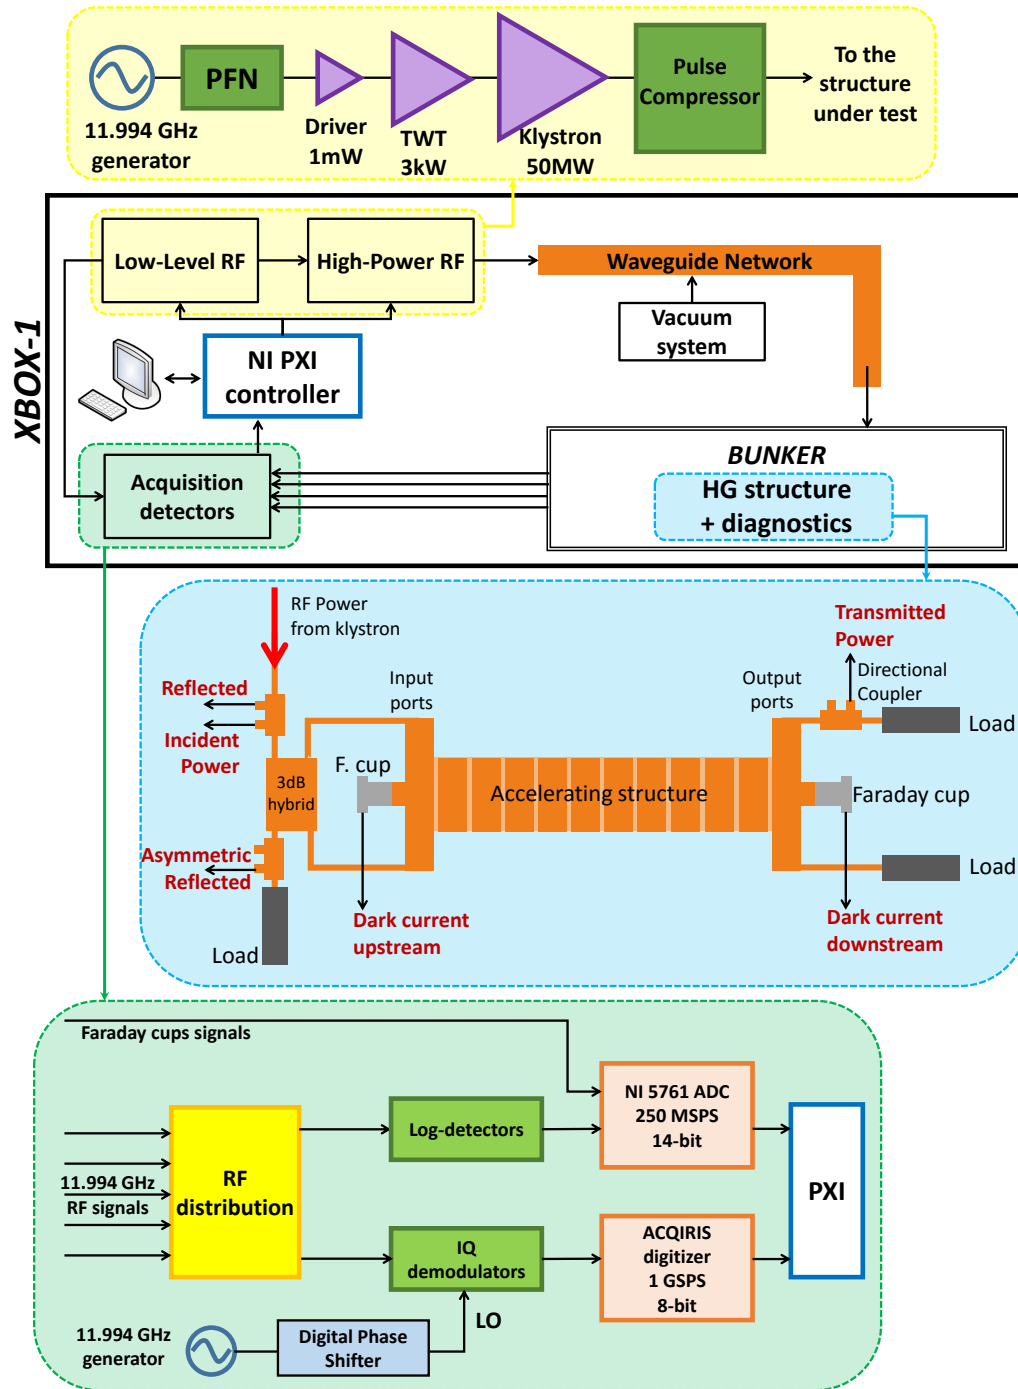 PFN
Pulse
Compressor
To the
structure
under test
11.994 GHz
generator
Driver
1mW
TWT
3kW
Klystron
50MW
XBOX-1
Low-Level RF
High-Power RF
Waveguide Network
Vacuum
system
NI PXI
controller
Acquisition
detectors
BUNKER
HG structure
+ diagnostics
RF Power
from klystron
Reflected
Incident
Power
3dB
hybrid
Asymmetric
Reflected
Load
Input
ports
F. cup
Dark current
upstream
Accelerating structure
Output
ports
Transmitted
Power
Directional
Coupler
Load
Faraday cup
Load
Dark current
downstream
Faraday cups signals
11.994 GHz
RF signals
RF
distribution
Log-detectors
NI 5761 ADC
250 MSPS
14-bit
PXI
IQ
demodulators
ACQIRIS
digitizer
1 GSPS
8-bit
LO
11.994 GHz
generator
Digital Phase
Shifter